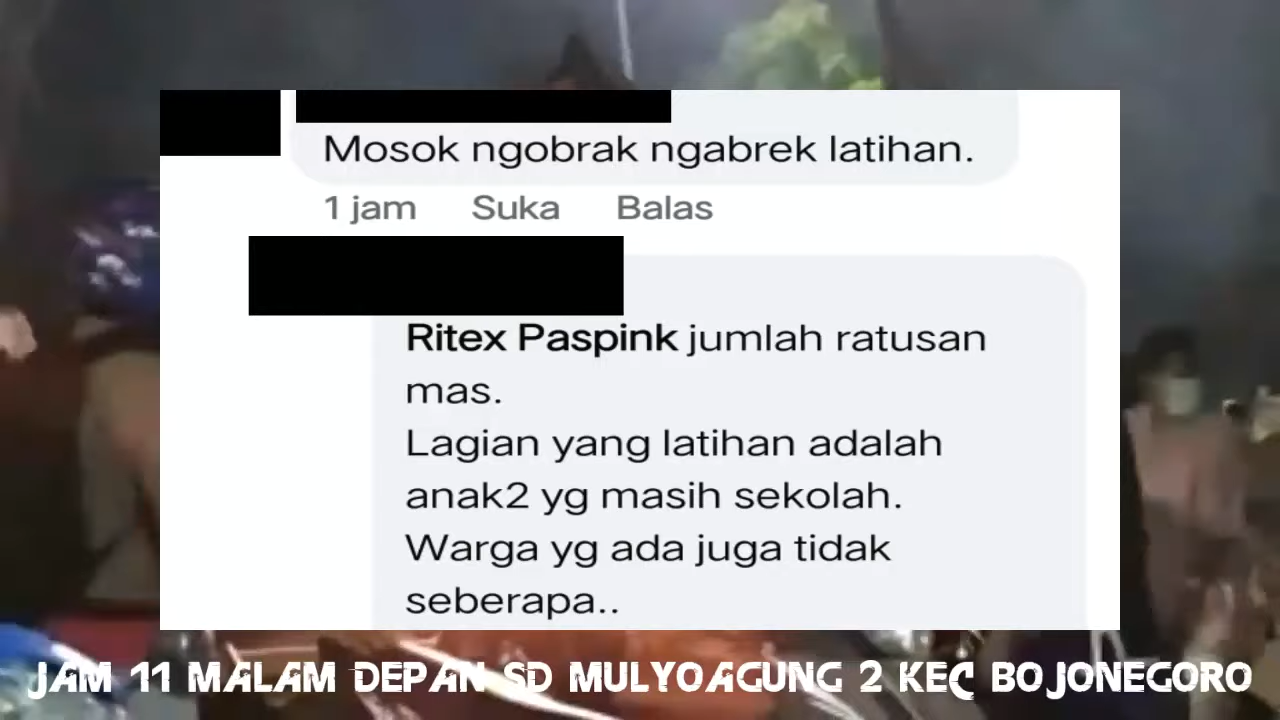 Mosok ngobrak ngabrek latihan.
1 jam Suka Balas
Ritex Paspink jumlah ratusan
mas.
Lagian yang latihan adalah
anak2 yg masih sekolah.
Warga yg ada juga tidak
seberapa..
JAM 11 MALAM DEPAN SD MULYOAGUNG 2 KEC BOJONEGORO